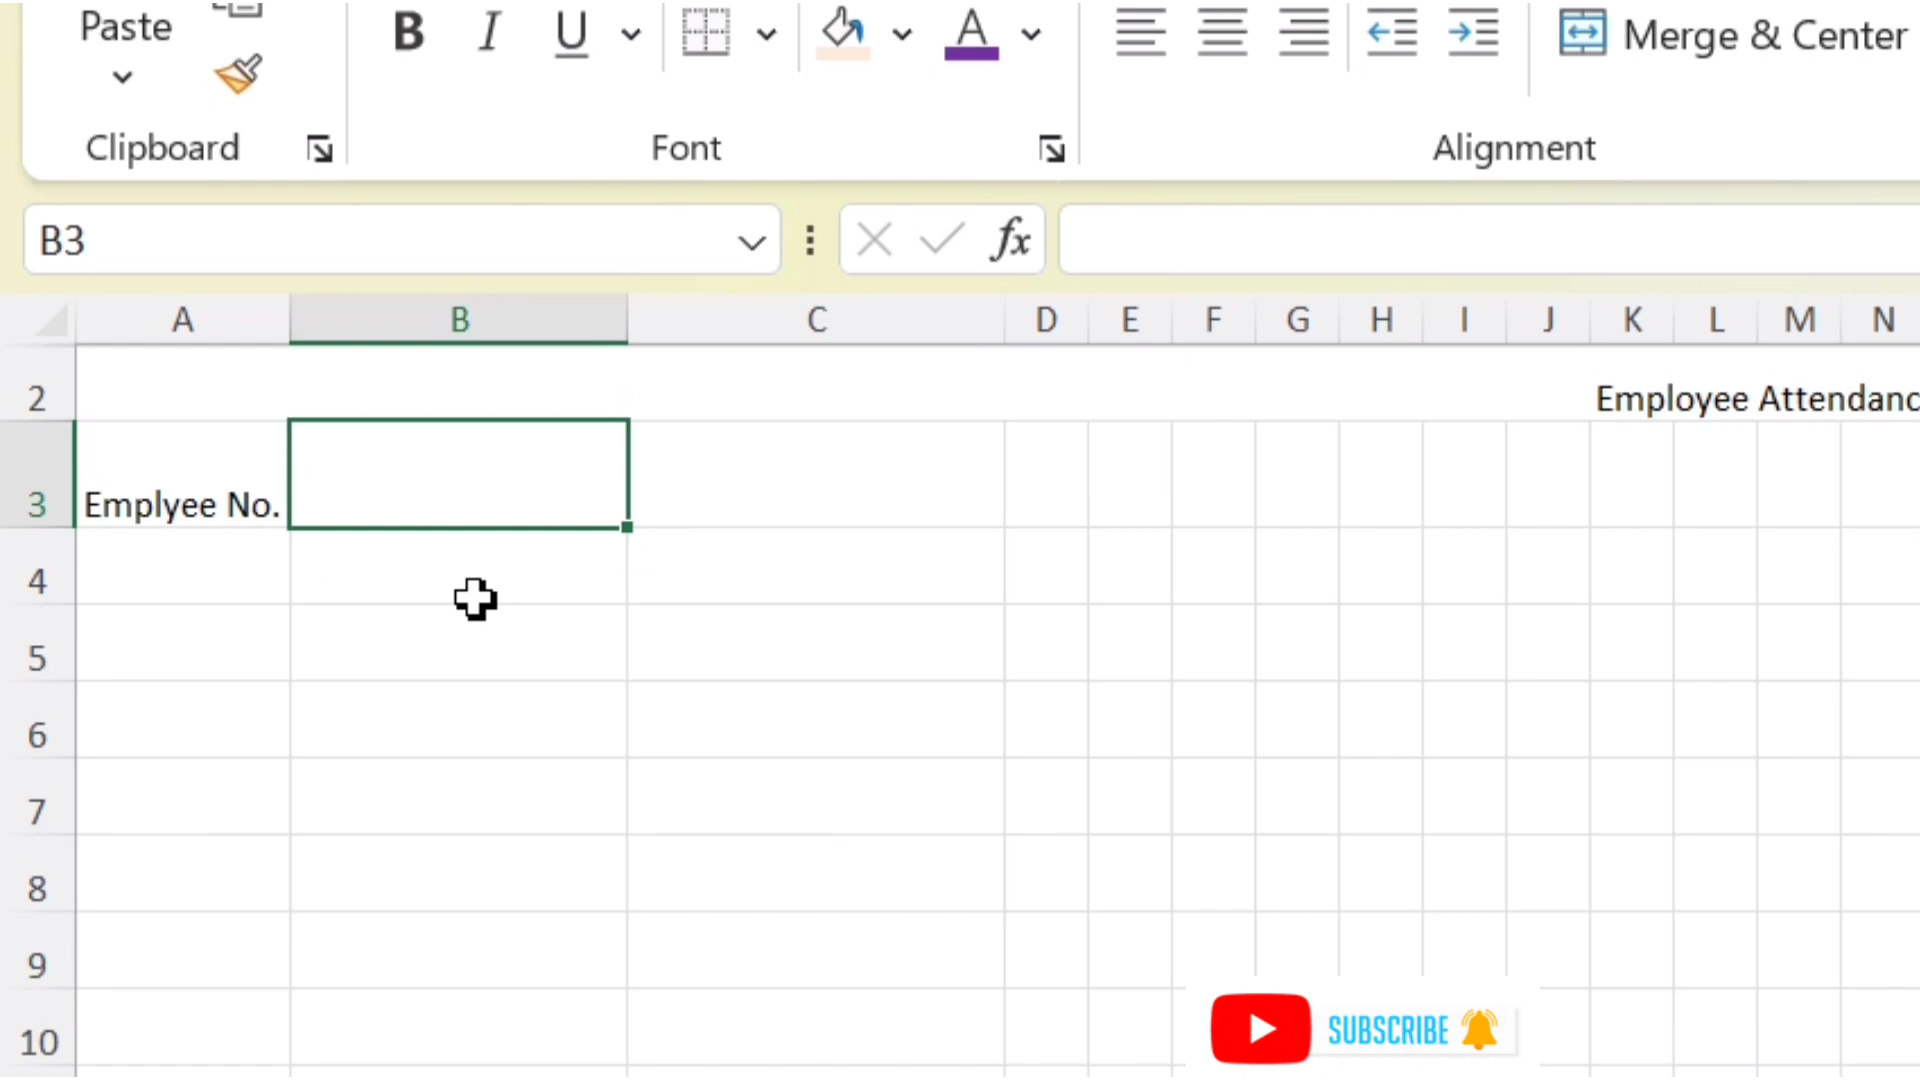 Paste
B I U A Merge & Center
Clipboard Font Alignment
B3 fx
A B C D E F G H I J K L M N
2 Employee Attendanc
3 Emplyee No.
4
5
6
7
8
9
10
SUBSCRIBE